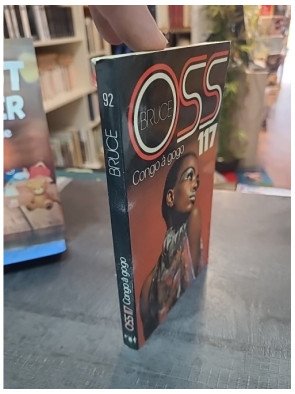 OSS
BRUCE
117
Congo à gogo
92
BRUCE
OSS 117 Congo à gogo